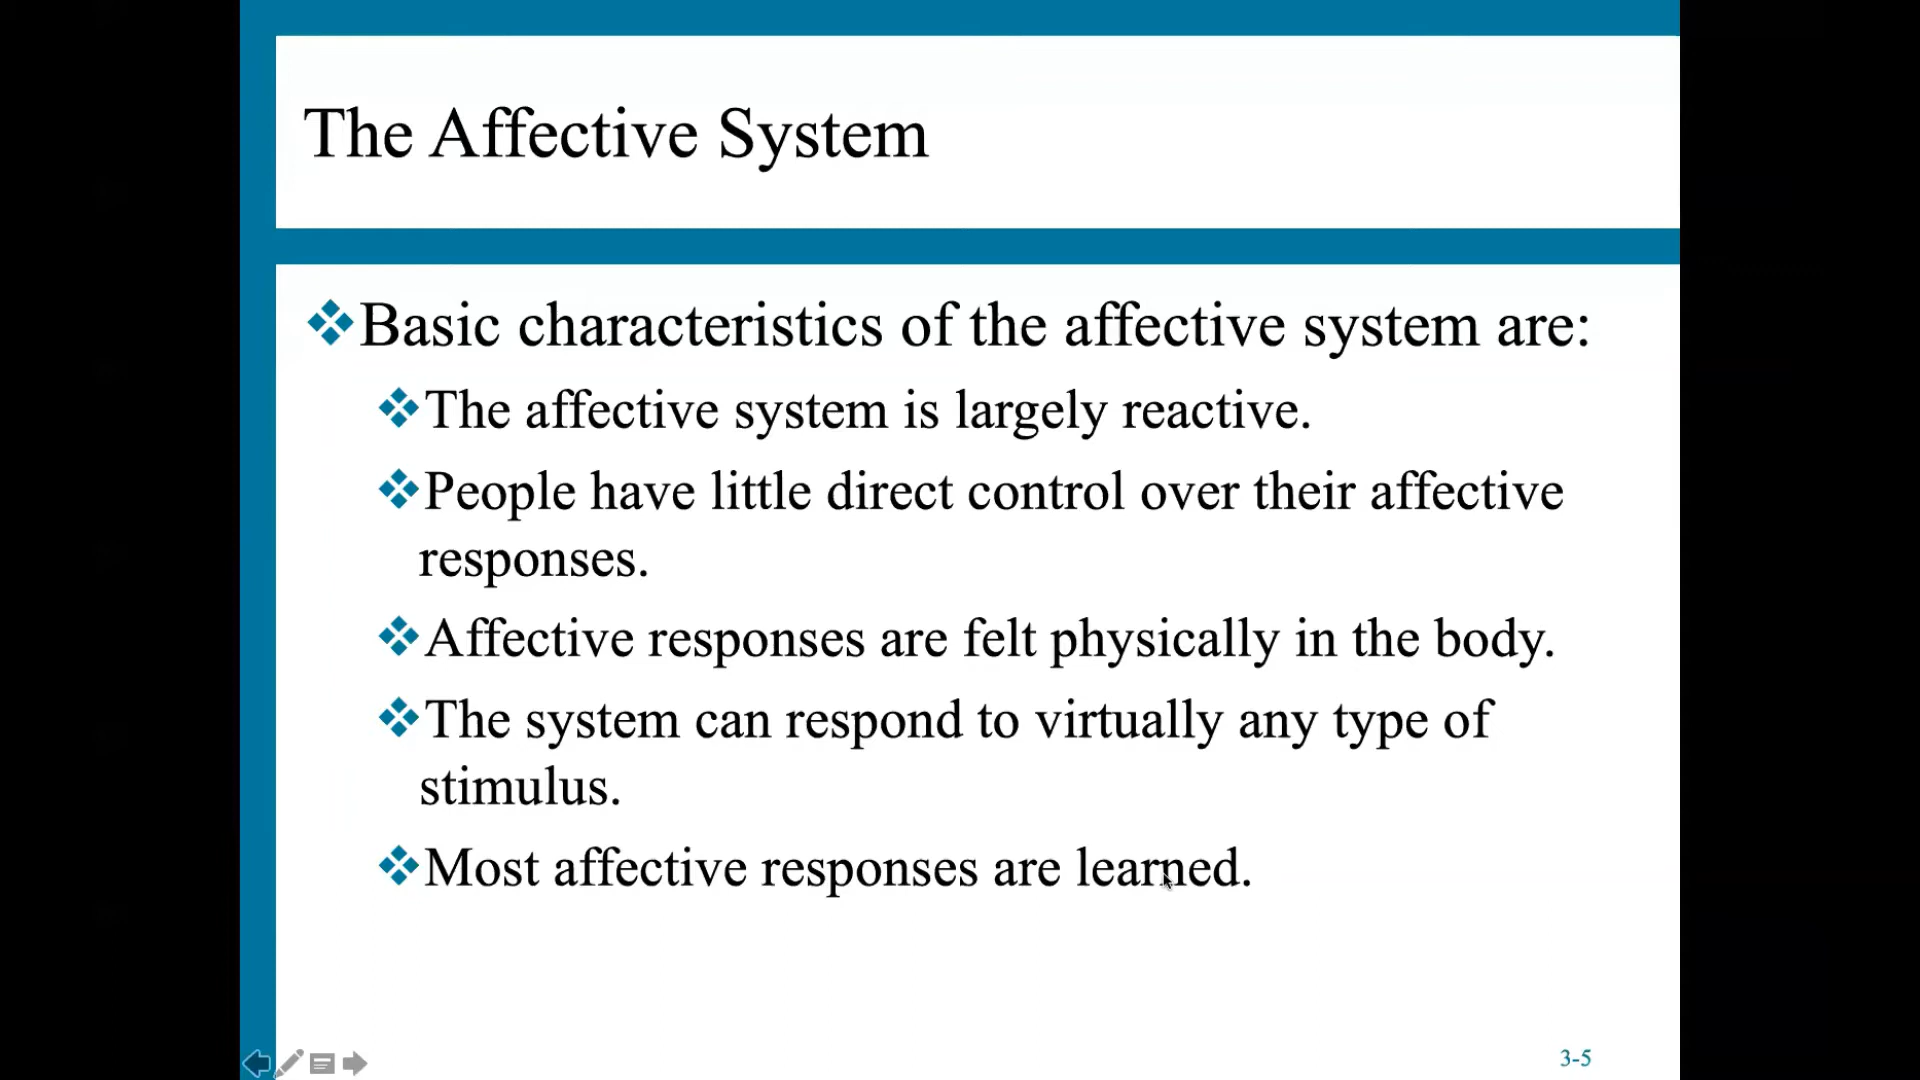 The Affective System
❖Basic characteristics of the affective system are:
❖The affective system is largely reactive.
❖People have little direct control over their affective
responses.
❖Affective responses are felt physically in the body.
❖The system can respond to virtually any type of
stimulus.
❖Most affective responses are learned.
3-5